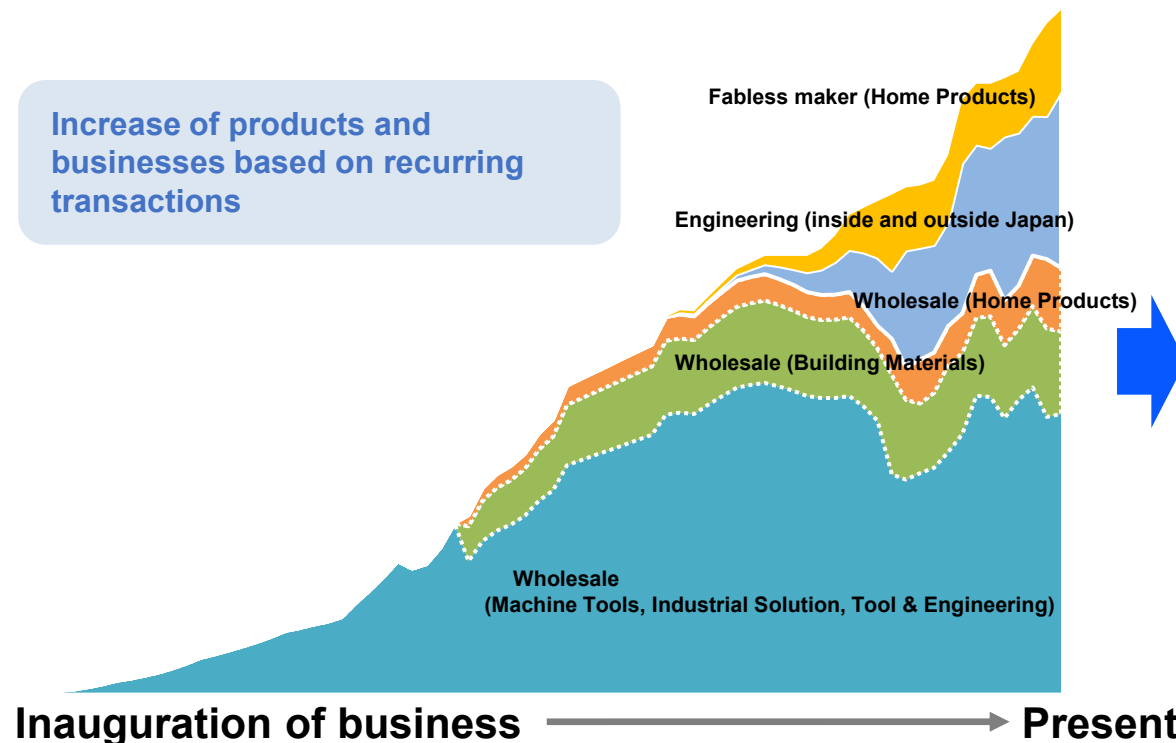 Increase of products and
businesses based on recurring
transactions
Fabless maker (Home Products)
Engineering (inside and outside Japan)
Wholesale (Home Products)
Wholesale (Building Materials)
Wholesale
(Machine Tools, Industrial Solution, Tool & Engineering)
Inauguration of business
Present